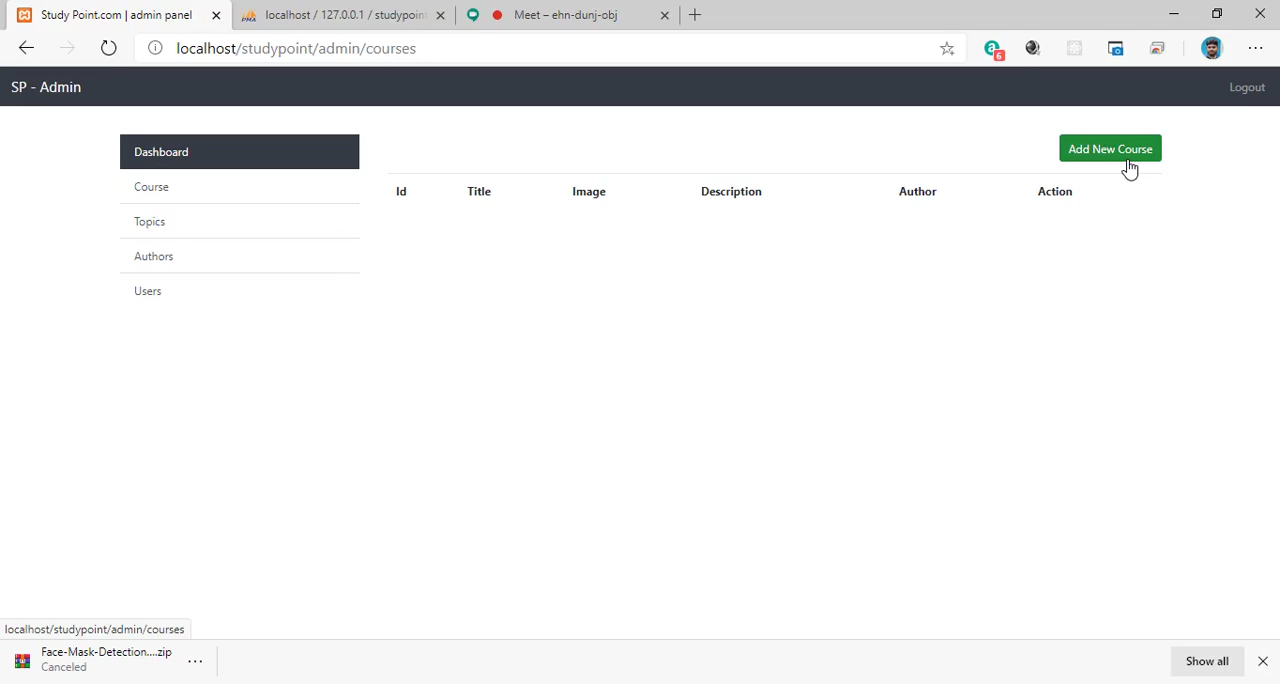 Study Point.com | admin panel
localhost / 127.0.0.1 / studypoint
Meet – ehn-dunj-obj
localhost/studypoint/admin/courses
6
SP - Admin
Logout
Dashboard
Add New Course
Course
Id Title Image Description Author Action
Topics
Authors
Users
localhost/studypoint/admin/courses
Face-Mask-Detection....zip
Canceled
Show all